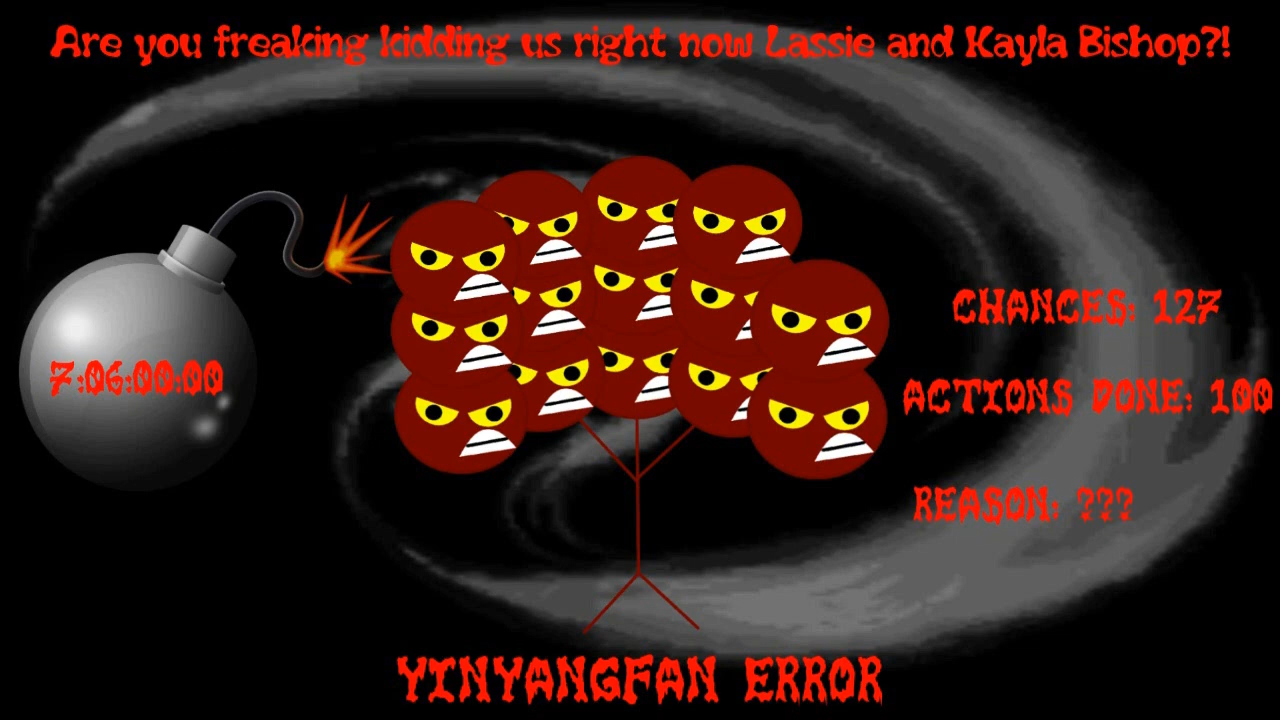 Are you freaking kidding us right now Lassie and Kayla Bishop?!
7:06:00:00
CHANCES: 127
ACTIONS DONE: 100
REASON: ???
YINYANGFAN ERROR